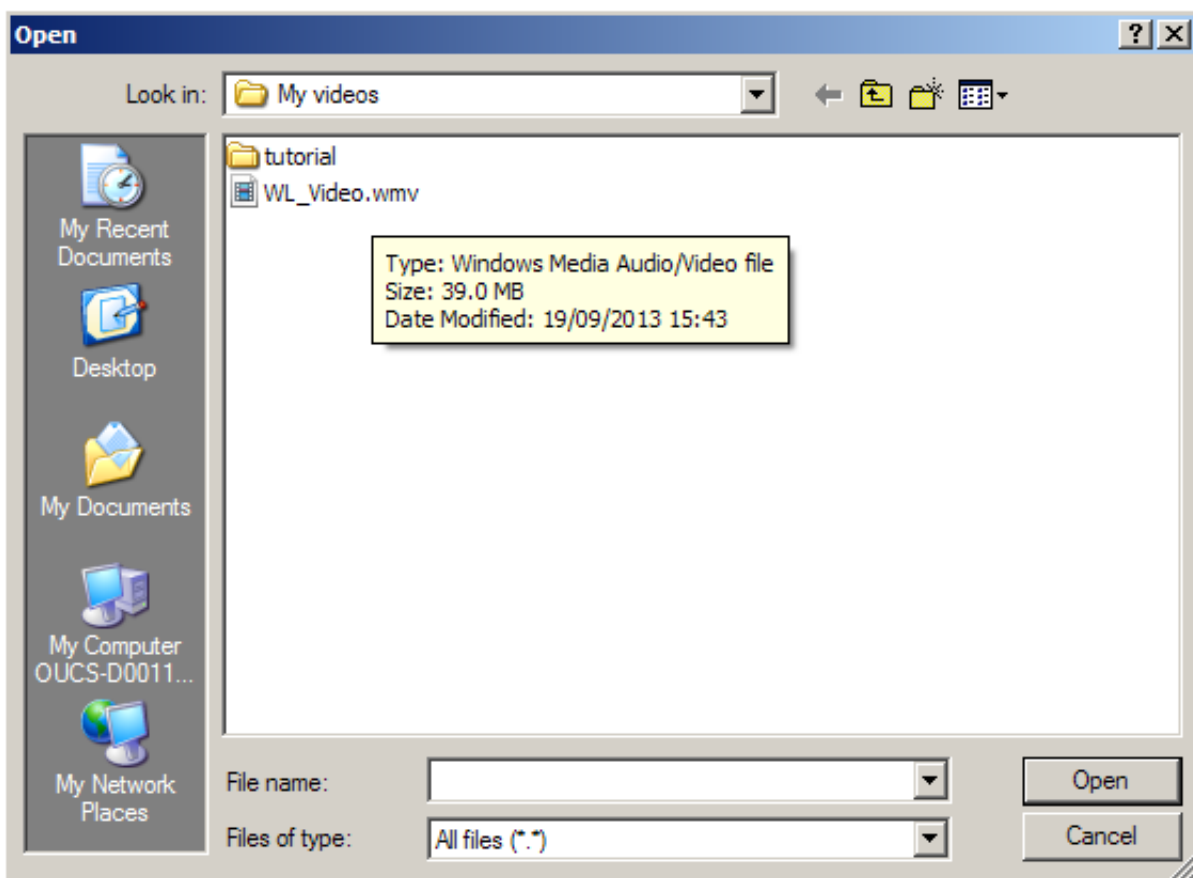 Open
Look in: My videos
My Recent
Documents
Desktop
My Documents
My Computer
OUCS-D0011...
My Network
Places
tutorial
WL_Video.wmv
Type: Windows Media Audio/Video file
Size: 39.0 MB
Date Modified: 19/09/2013 15:43
File name:
Open
Files of type: All files (*.*)
Cancel